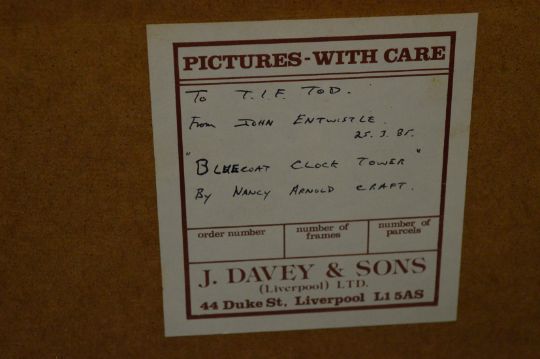 PICTURES-WITH CARE
To T.I.F. TOD.
From JOHN ENTWISTLE.
25.3.85.
"BLUECOAT CLOCK TOWER"
By NANCY ARNOLD CRAFT.
order number
number of frames
number of parcels
J. DAVEY & SONS
(Liverpool) LTD.
44 Duke St. Liverpool L1 5AS